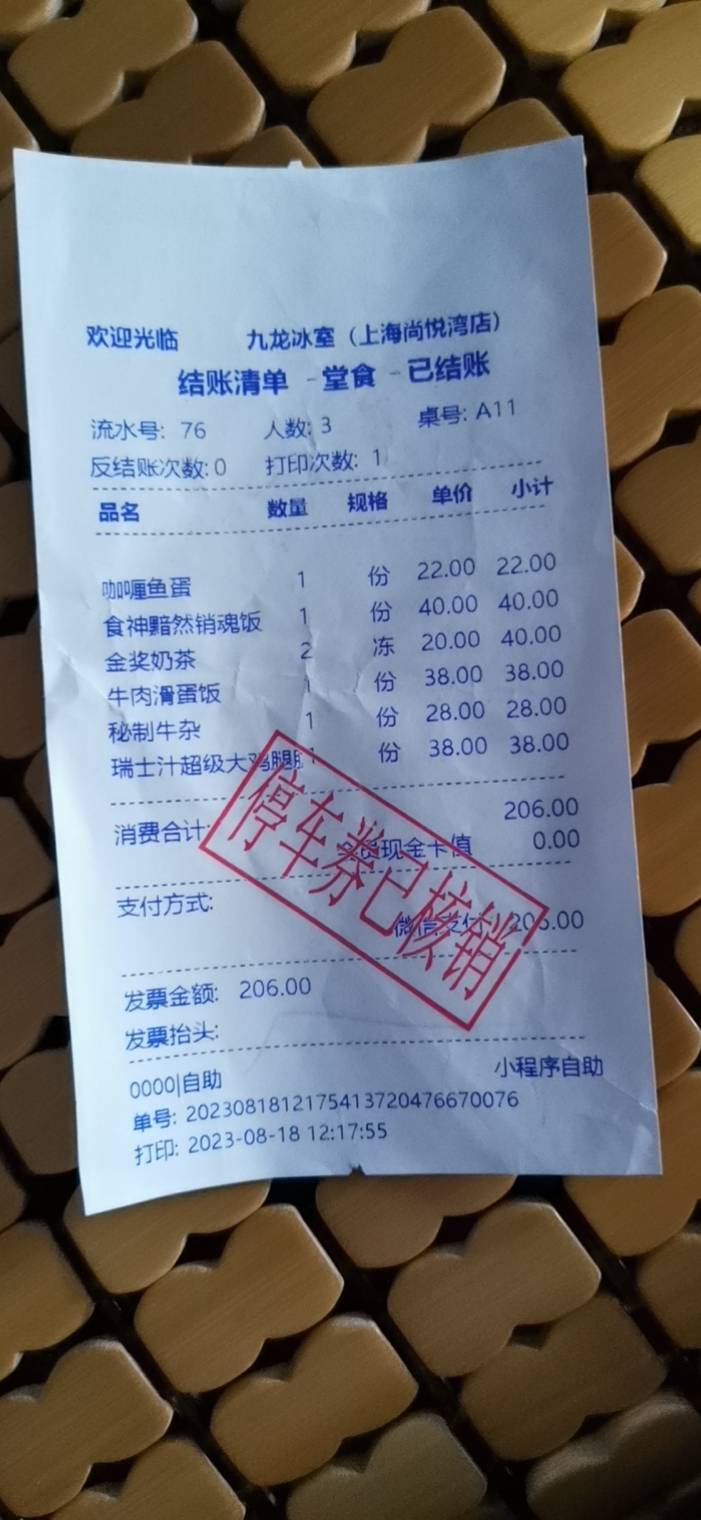 欢迎光临 九龙冰室（上海尚悦湾店）
结账清单 - 堂食 - 已结账
流水号: 76 人数: 3 桌号: A11
反结账次数: 0 打印次数: 1
品名 数量 规格 单价 小计
咖喱鱼蛋 1 份 22.00 22.00
食神黯然销魂饭 1 份 40.00 40.00
金奖奶茶 2 冻 20.00 40.00
牛肉滑蛋饭 1 份 38.00 38.00
秘制牛杂 1 份 28.00 28.00
瑞士汁超级大鸡腿 1 份 38.00 38.00
消费合计: 206.00
现金卡值 0.00
支付方式:
微信支付: 206.00
停车券已核销
发票金额: 206.00
发票抬头:
0000|自助 小程序自助
单号: 2023081812175413720476670076
打印: 2023-08-18 12:17:55